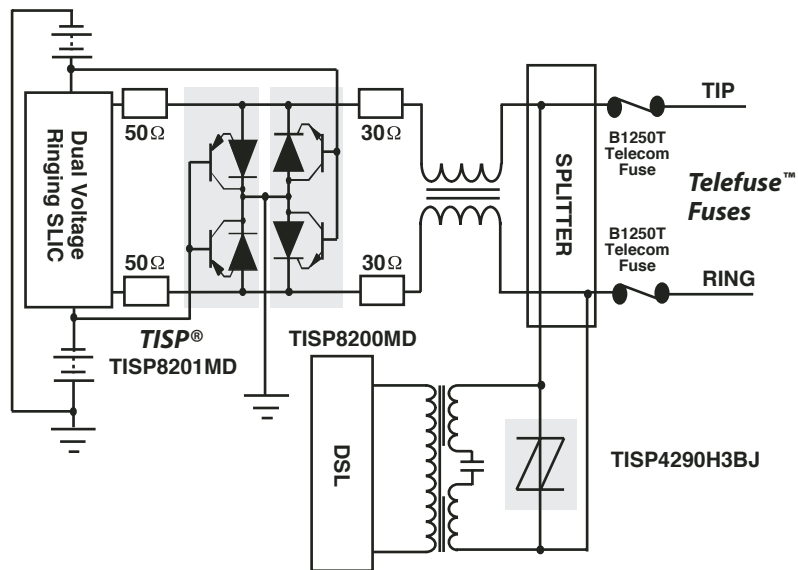 Dual Voltage
Ringing SLIC
50Ω
30Ω
50Ω
30Ω
SPLITTER
TIP
B1250T
Telecom
Fuse
Telefuse™
Fuses
B1250T
Telecom
Fuse
RING
TISP®
TISP8201MD
TISP8200MD
DSL
TISP4290H3BJ